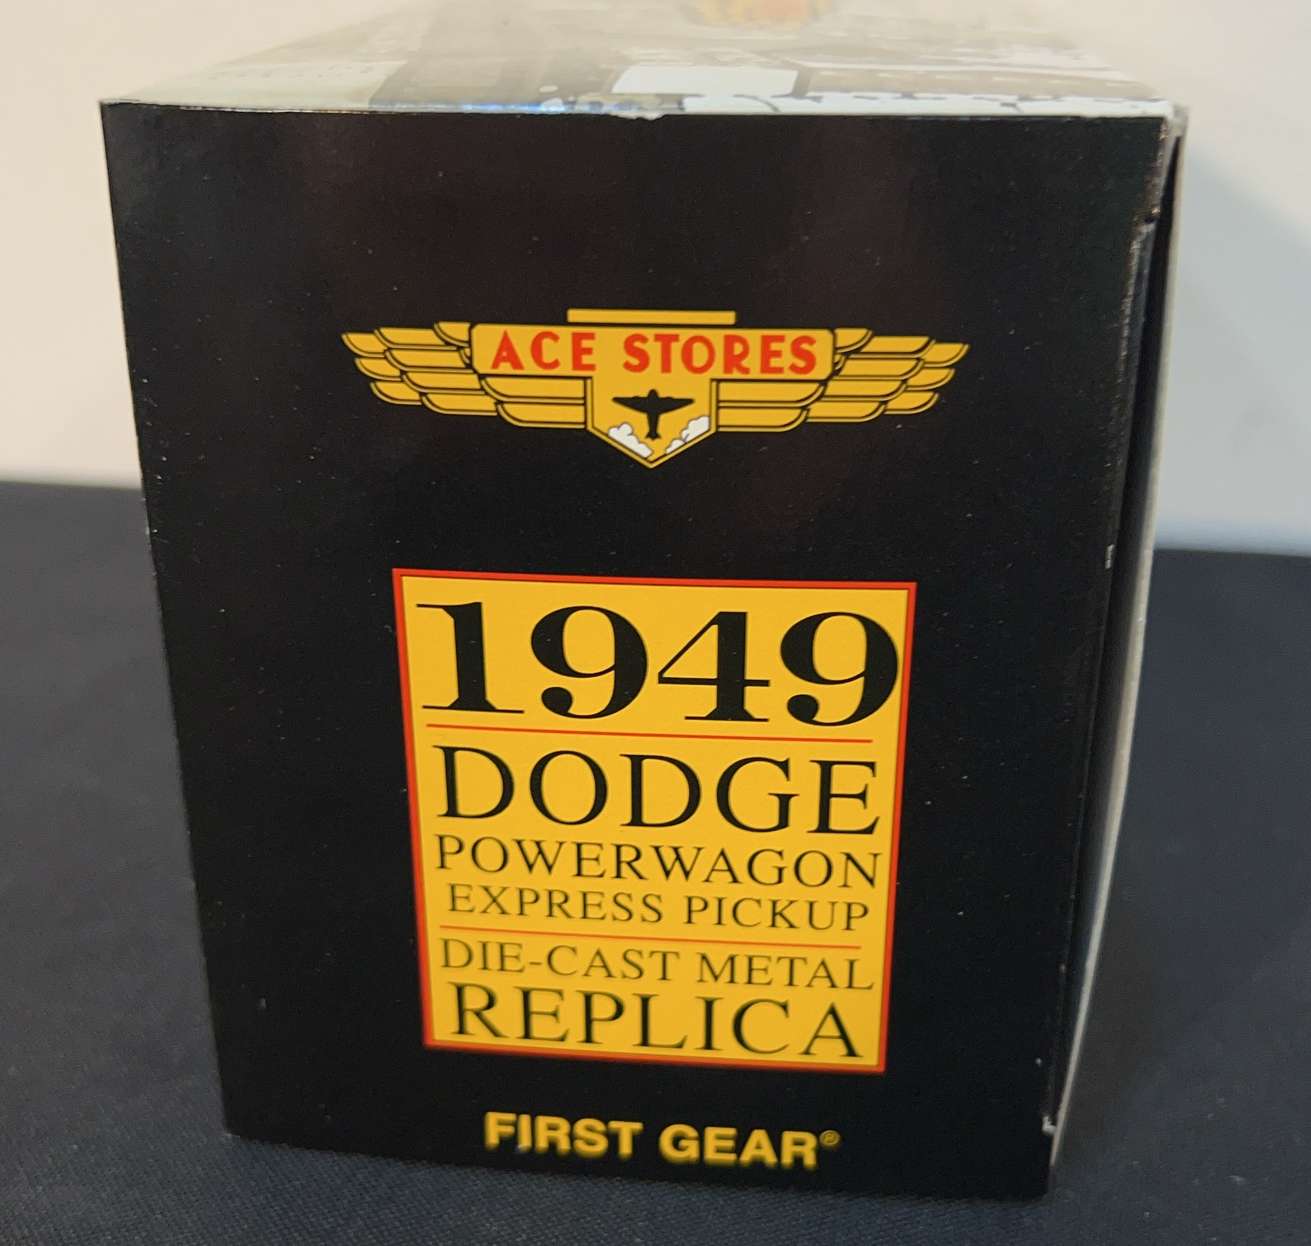 ACE STORES
1949
DODGE
POWERWAGON
EXPRESS PICKUP
DIE-CAST METAL
REPLICA
FIRST GEAR®